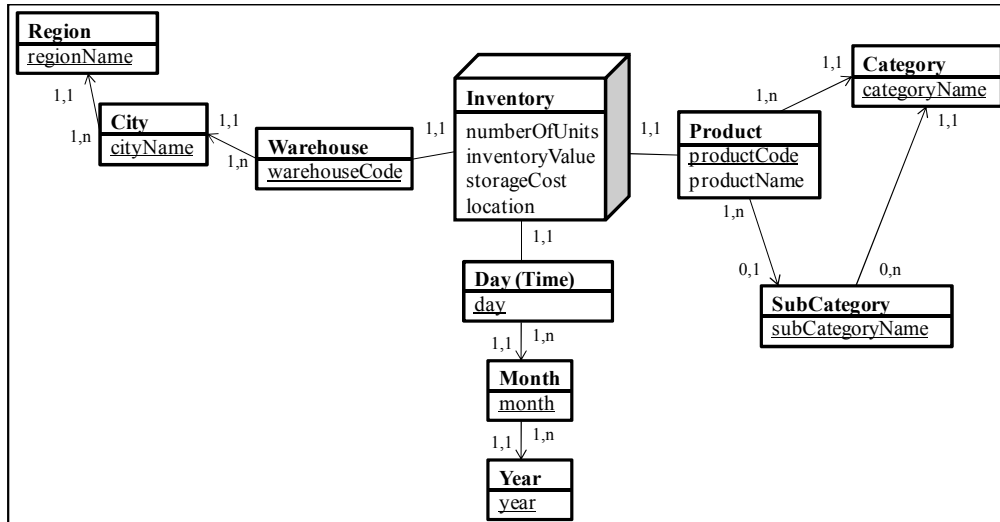 Region
regionName
1,1
1,n
City
cityName
1,1
1,n
Warehouse
warehouseCode
1,1
Inventory
numberOfUnits
inventoryValue
storageCost
location
1,1
Product
productCode
productName
1,n
1,1
Category
categoryName
1,1
1,n
0,1
0,n
SubCategory
subCategoryName
1,1
Day (Time)
day
1,n
1,1
Month
month
1,n
1,1
Year
year